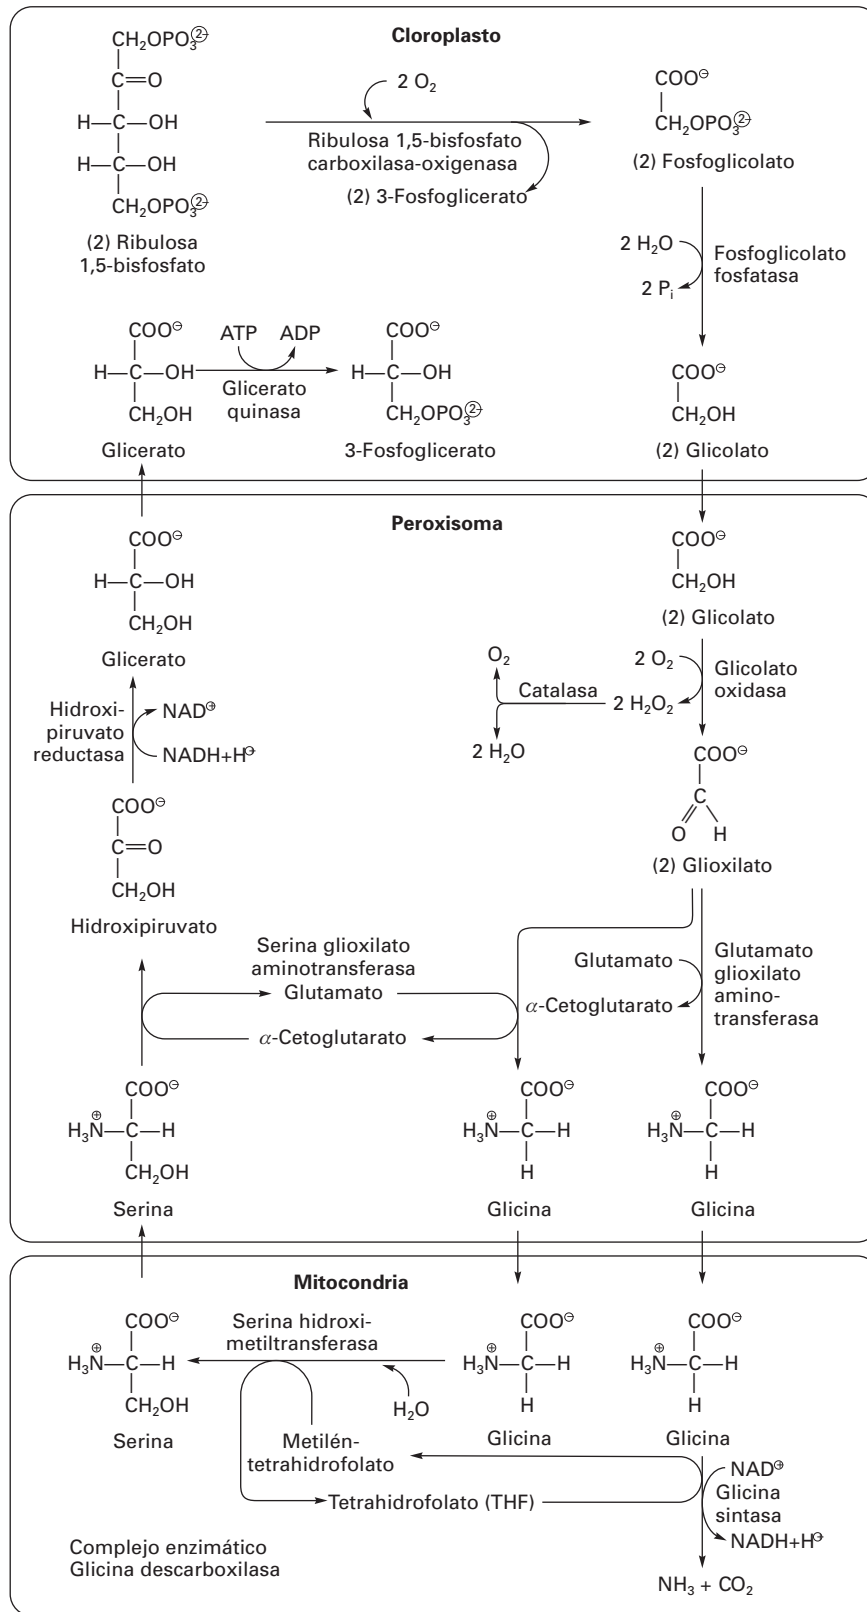 Cloroplasto
CH₂OPO₃²⁻
C=O
H—C—OH
H—C—OH
CH₂OPO₃²⁻
(2) Ribulosa
1,5-bisfosfato
2 O₂
Ribulosa 1,5-bisfosfato
carboxilasa-oxigenasa
(2) 3-Fosfoglicerato
COO⊖
CH₂OPO₃²⁻
(2) Fosfoglicolato
2 H₂O
2 Pᵢ
Fosfoglicolato
fosfatasa
COO⊖
H—C—OH
CH₂OH
Glicerato
ATP
ADP
Glicerato
quinasa
COO⊖
H—C—OH
CH₂OPO₃²⁻
3-Fosfoglicerato
COO⊖
CH₂OH
(2) Glicolato
Peroxisoma
COO⊖
H—C—OH
CH₂OH
Glicerato
COO⊖
CH₂OH
(2) Glicolato
2 O₂
2 H₂O₂
Glicolato
oxidasa
Catalasa
O₂
2 H₂O
Hidroxi-
piruvato
reductasa
NAD⊕
NADH+H⊕
COO⊖
C
O
H
(2) Glioxilato
COO⊖
C=O
CH₂OH
Hidroxipiruvato
Serina glioxilato
aminotransferasa
Glutamato
α-Cetoglutarato
Glutamato
α-Cetoglutarato
Glutamato
glioxilato
amino-
transferasa
COO⊖
⊕
H₃N—C—H
CH₂OH
Serina
COO⊖
⊕
H₃N—C—H
H
Glicina
COO⊖
⊕
H₃N—C—H
H
Glicina
Mitocondria
COO⊖
⊕
H₃N—C—H
CH₂OH
Serina
Serina hidroxi-
metiltransferasa
H₂O
COO⊖
⊕
H₃N—C—H
H
Glicina
COO⊖
⊕
H₃N—C—H
H
Glicina
Metilén-
tetrahidrofolato
Tetrahidrofolato (THF)
NAD⊕
Glicina
sintasa
NADH+H⊕
NH₃ + CO₂
Complejo enzimático
Glicina descarboxilasa